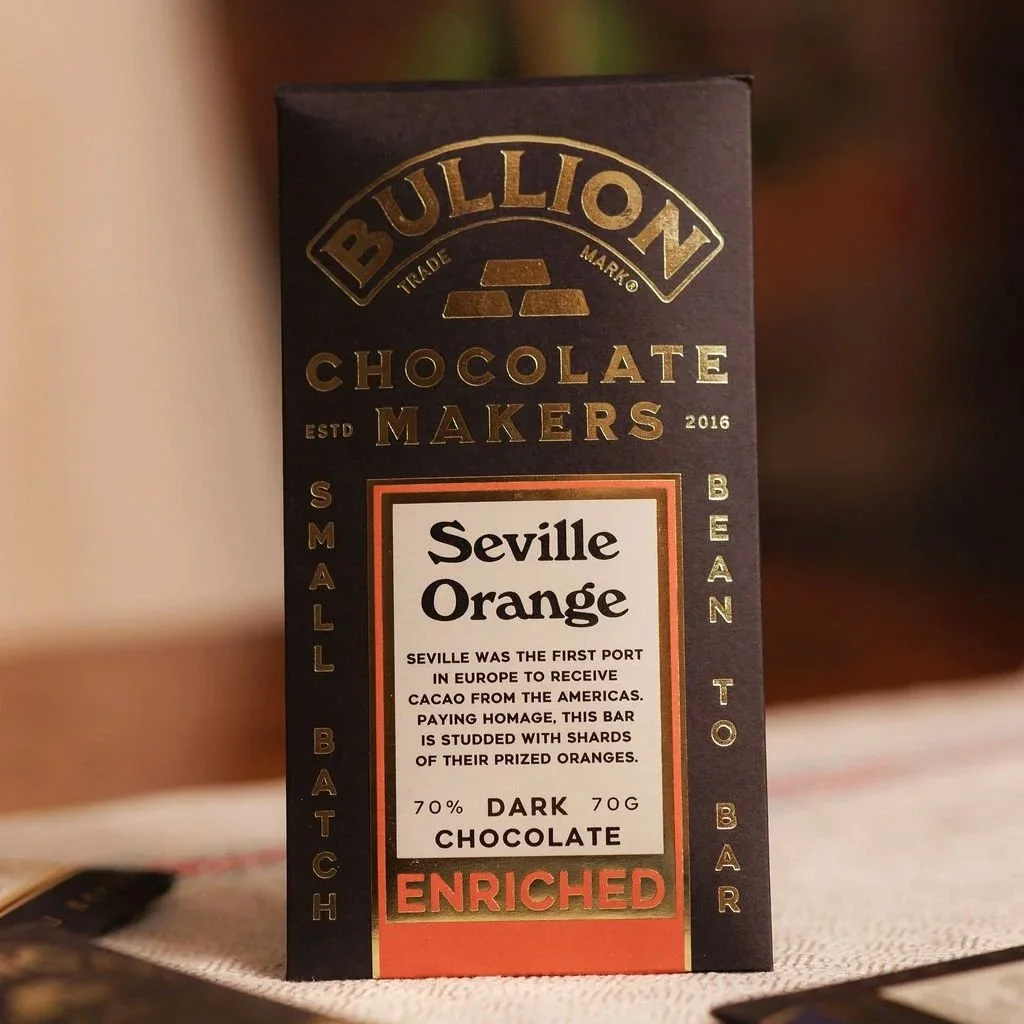 BULLION
TRADE MARK®
CHOCOLATE
ESTD MAKERS 2016
SMALL BATCH
BEAN TO BAR
Seville
Orange
SEVILLE WAS THE FIRST PORT
IN EUROPE TO RECEIVE
CACAO FROM THE AMERICAS.
PAYING HOMAGE, THIS BAR
IS STUDDED WITH SHARDS
OF THEIR PRIZED ORANGES.
70% DARK 70G
CHOCOLATE
ENRICHED